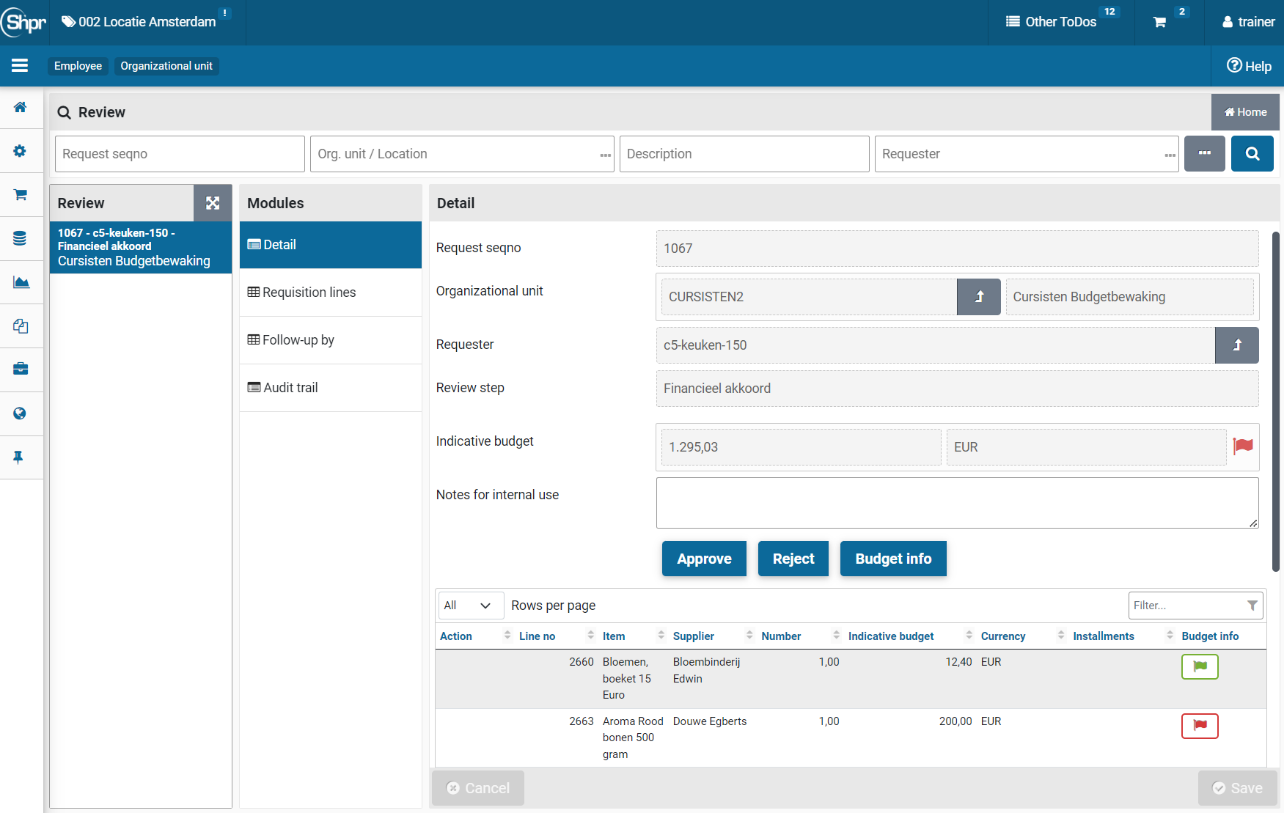 Shpr
002 Locatie Amsterdam !
Other ToDos 12
2
trainer
Employee Organizational unit
Help
Review
Home
Request seqno Org. unit / Location Description Requester
Review
Modules
Detail
1067 - c5-keuken-150 -
Financieel akkoord
Cursisten Budgetbewaking
Detail
Requisition lines
Follow-up by
Audit trail
Request seqno 1067
Organizational unit CURSISTEN2 Cursisten Budgetbewaking
Requester c5-keuken-150
Review step Financieel akkoord
Indicative budget 1.295,03 EUR
Notes for internal use
Approve Reject Budget info
All Rows per page Filter...
Action Line no Item Supplier Number Indicative budget Currency Installments Budget info
2660 Bloemen, Bloembinderij 1,00 12,40 EUR
boeket 15 Edwin
Euro
2663 Aroma Rood Douwe Egberts 1,00 200,00 EUR
bonen 500
gram
Cancel Save